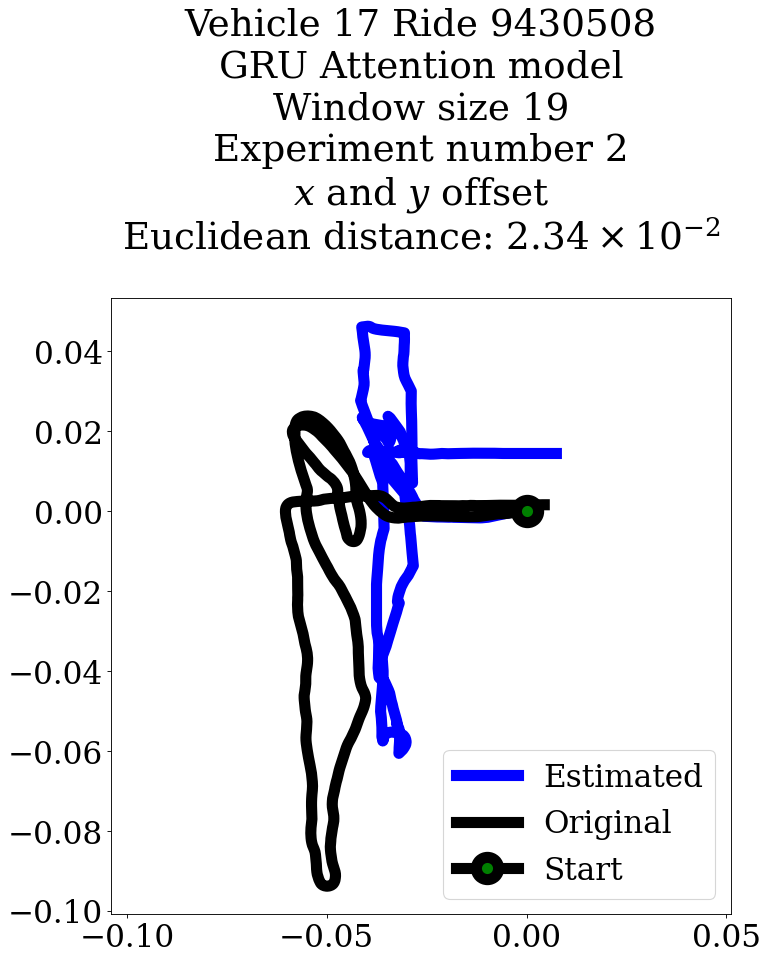 Vehicle 17 Ride 9430508
GRU Attention model
Window size 19
Experiment number 2
x and y offset
Euclidean distance: 2.34 × 10⁻²
0.04
0.02
0.00
−0.02
−0.04
−0.06
−0.08
−0.10
Estimated
Original
Start
−0.10 −0.05 0.00 0.05